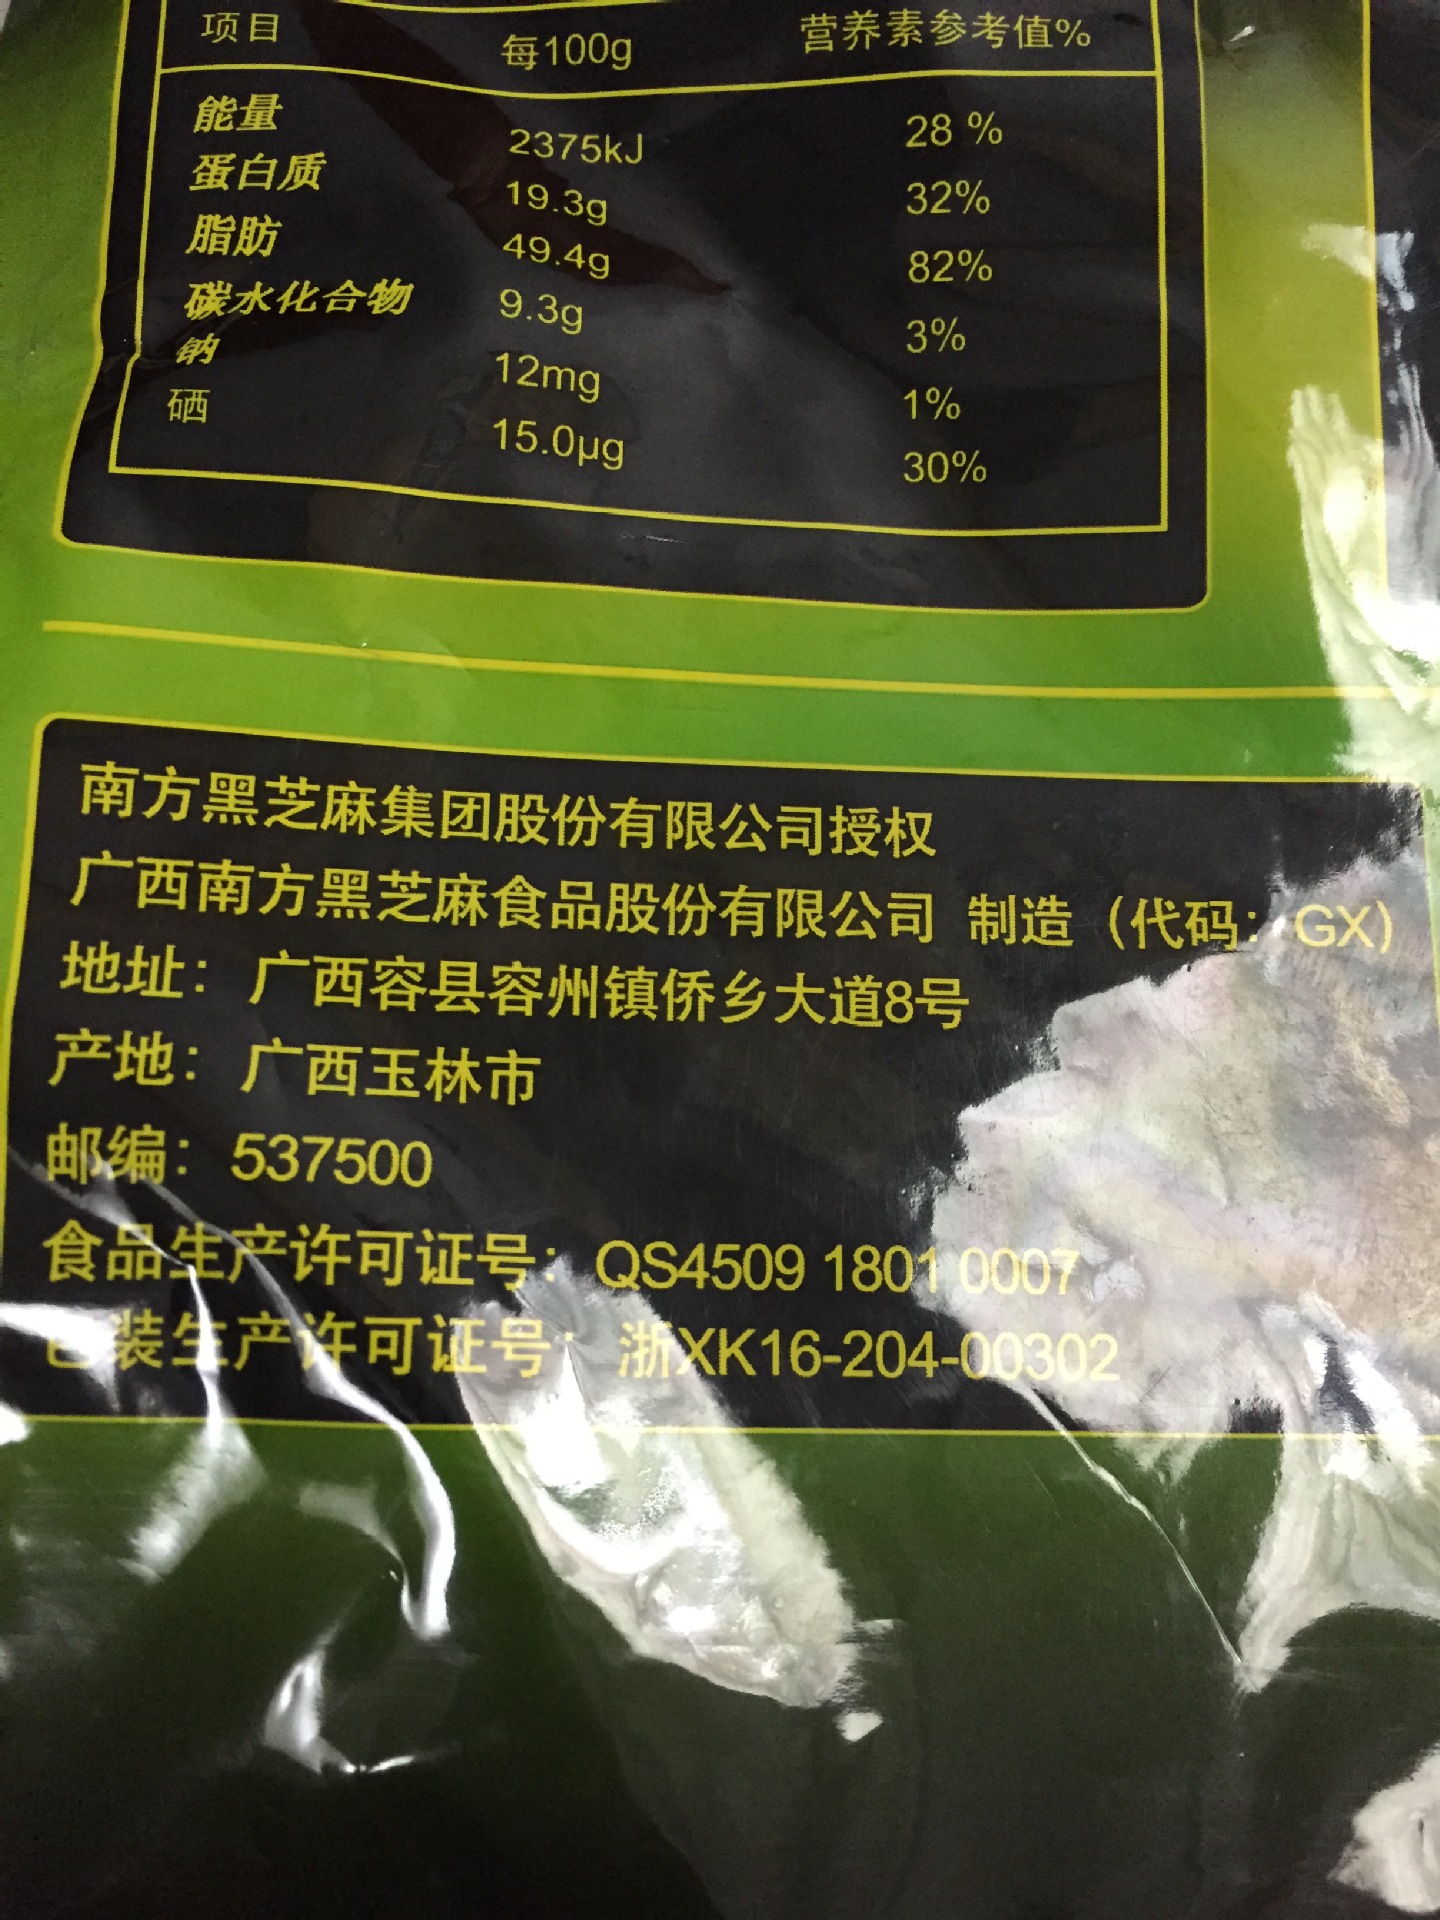 项目 每100g 营养素参考值%
能量 2375kJ 28 %
蛋白质 19.3g 32%
脂肪 49.4g 82%
碳水化合物 9.3g 3%
钠 12mg 1%
硒 15.0μg 30%
南方黑芝麻集团股份有限公司授权
广西南方黑芝麻食品股份有限公司 制造（代码：GX）
地址：广西容县容州镇侨乡大道8号
产地：广西玉林市
邮编：537500
食品生产许可证号：QS4509 1801 0007
包装生产许可证号：浙XK16-204-00302